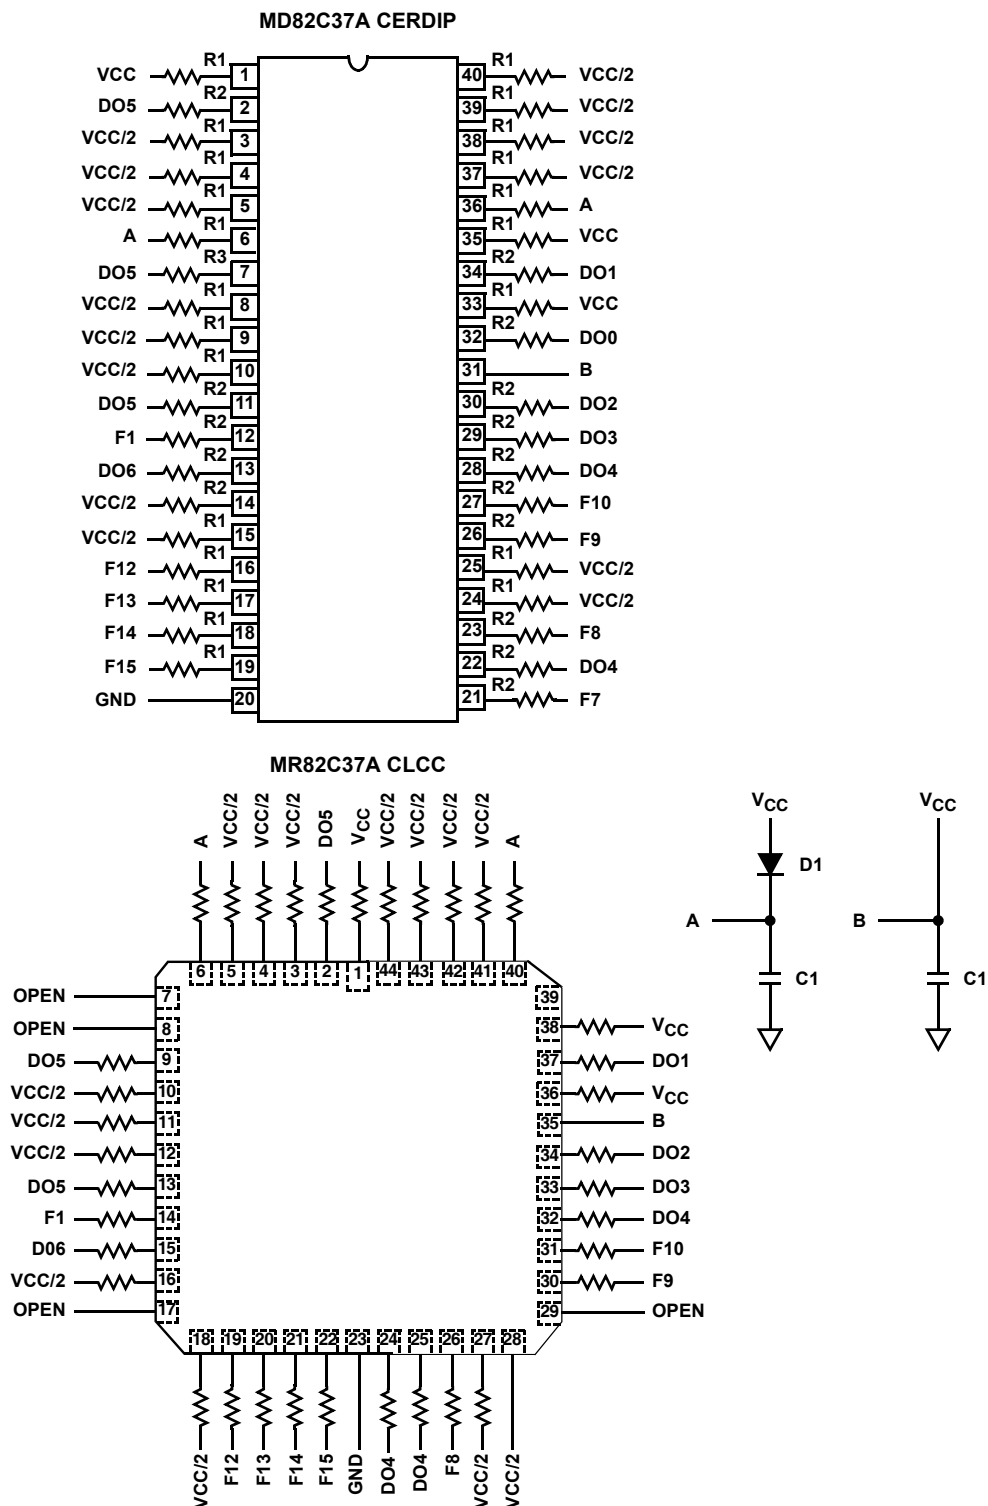 MD82C37A CERDIP
VCC R1 1 40 R1 VCC/2
DO5 R2 2 39 R1 VCC/2
VCC/2 R1 3 38 R1 VCC/2
VCC/2 R1 4 37 R1 VCC/2
VCC/2 R1 5 36 R1 A
A R1 6 35 R1 VCC
DO5 R3 7 34 R2 DO1
VCC/2 R1 8 33 R1 VCC
VCC/2 R1 9 32 R2 DO0
VCC/2 R1 10 31 B
DO5 R2 11 30 R2 DO2
F1 R2 12 29 R2 DO3
DO6 R2 13 28 R2 DO4
VCC/2 R2 14 27 R2 F10
VCC/2 R1 15 26 R2 F9
F12 R1 16 25 R1 VCC/2
F13 R1 17 24 R1 VCC/2
F14 R1 18 23 R2 F8
F15 R1 19 22 R2 DO4
GND 20 21 R2 F7
MR82C37A CLCC
A VCC/2 VCC/2 VCC/2 DO5 VCC VCC/2 VCC/2 VCC/2 VCC/2 A
6 5 4 3 2 1 44 43 42 41 40
OPEN 7 39
OPEN 8 38 VCC
DO5 9 37 DO1
VCC/2 10 36 VCC
VCC/2 11 35 B
VCC/2 12 34 DO2
DO5 13 33 DO3
F1 14 32 DO4
D06 15 31 F10
VCC/2 16 30 F9
OPEN 17 29 OPEN
18 19 20 21 22 23 24 25 26 27 28
VCC/2 F12 F13 F14 F15 GND DO4 DO4 F8 VCC/2 VCC/2
VCC VCC
D1
A B
C1 C1